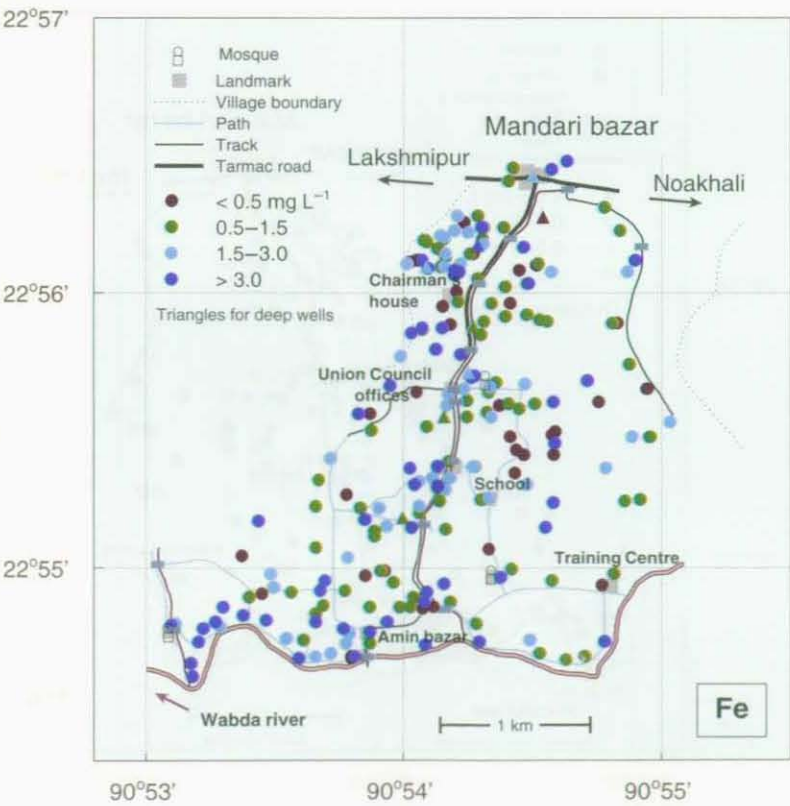 22°57'
Mosque
Landmark
Village boundary
Path
Track
Tarmac road
< 0.5 mg L⁻¹
0.5–1.5
1.5–3.0
> 3.0
Triangles for deep wells
Mandari bazar
Lakshmipur
Noakhali
22°56'
Chairman's
house
Union Council
offices
School
22°55'
Training Centre
Amin bazar
Wabda river
1 km
Fe
90°53'
90°54'
90°55'